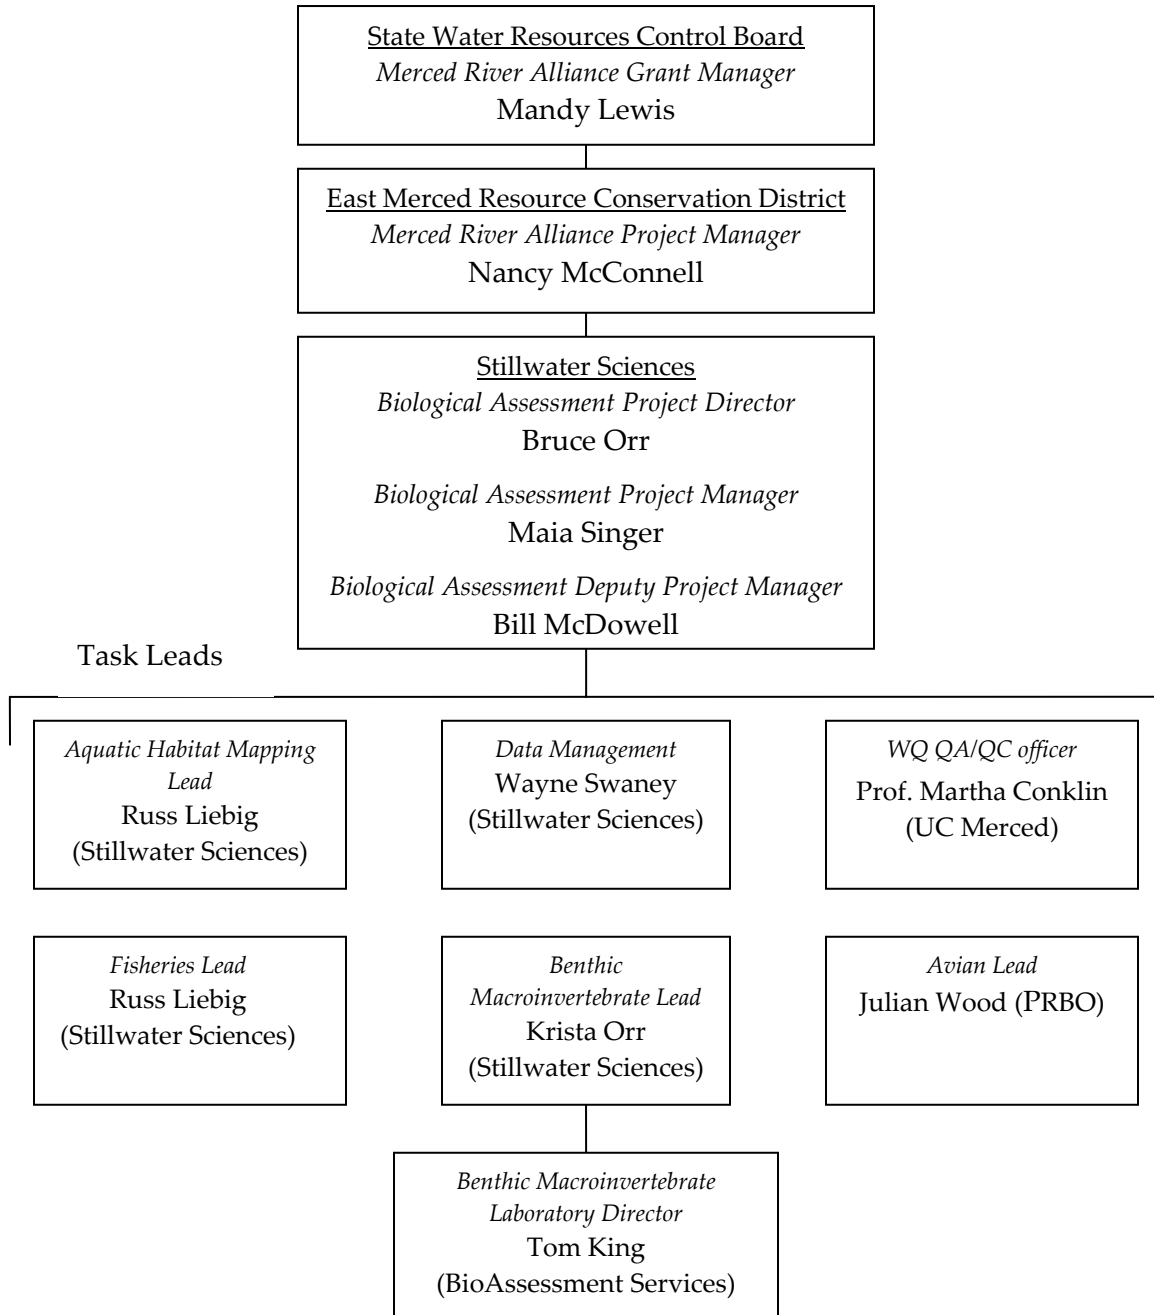 State Water Resources Control Board
Merced River Alliance Grant Manager
Mandy Lewis
East Merced Resource Conservation District
Merced River Alliance Project Manager
Nancy McConnell
Stillwater Sciences
Biological Assessment Project Director
Bruce Orr
Biological Assessment Project Manager
Maia Singer
Biological Assessment Deputy Project Manager
Bill McDowell
Task Leads
Aquatic Habitat Mapping
Lead
Russ Liebig
(Stillwater Sciences)
Data Management
Wayne Swaney
(Stillwater Sciences)
WQ QA/QC officer
Prof. Martha Conklin
(UC Merced)
Fisheries Lead
Russ Liebig
(Stillwater Sciences)
Benthic
Macroinvertebrate Lead
Krista Orr
(Stillwater Sciences)
Avian Lead
Julian Wood (PRBO)
Benthic Macroinvertebrate
Laboratory Director
Tom King
(BioAssessment Services)